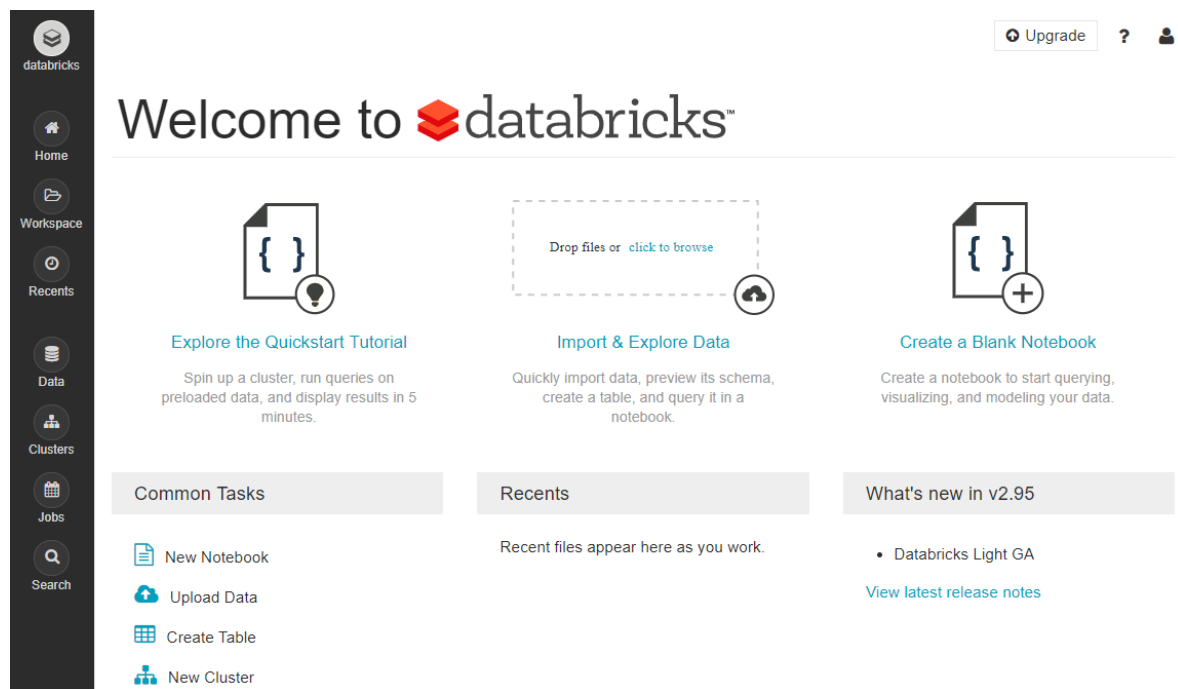 databricks
Home
Workspace
Recents
Data
Clusters
Jobs
Search
Upgrade ?
Welcome to databricks™
{ }
Drop files or click to browse
{ }
Explore the Quickstart Tutorial
Spin up a cluster, run queries on
preloaded data, and display results in 5
minutes.
Import & Explore Data
Quickly import data, preview its schema,
create a table, and query it in a
notebook.
Create a Blank Notebook
Create a notebook to start querying,
visualizing, and modeling your data.
Common Tasks
New Notebook
Upload Data
Create Table
New Cluster
Recents
Recent files appear here as you work.
What's new in v2.95
• Databricks Light GA
View latest release notes